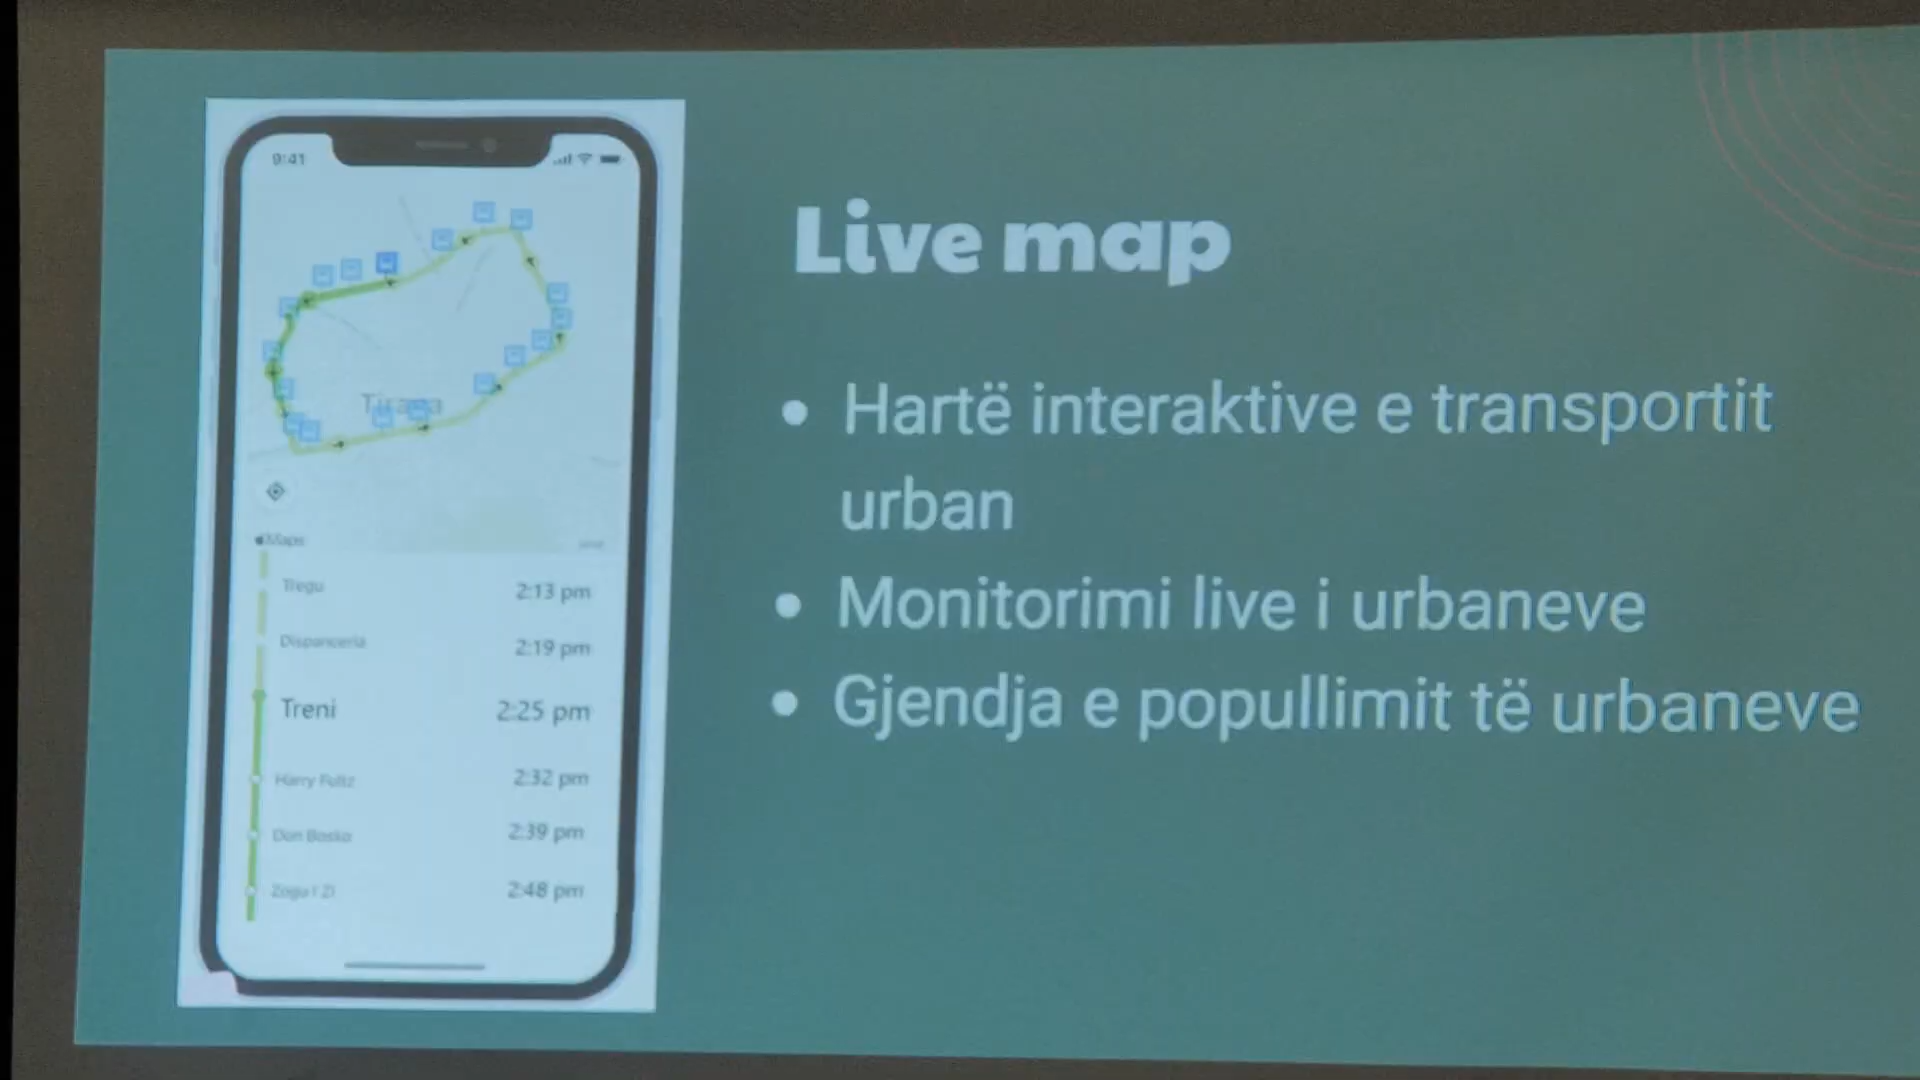 9:41
Tirana
Maps
Tregu 2:13 pm
Dispanceria 2:19 pm
Treni 2:25 pm
Harry Fultz 2:32 pm
Don Bosko 2:39 pm
Zogu I Zi 2:48 pm
Live map
Hartë interaktive e transportit
urban
Monitorimi live i urbaneve
Gjendja e popullimit të urbaneve